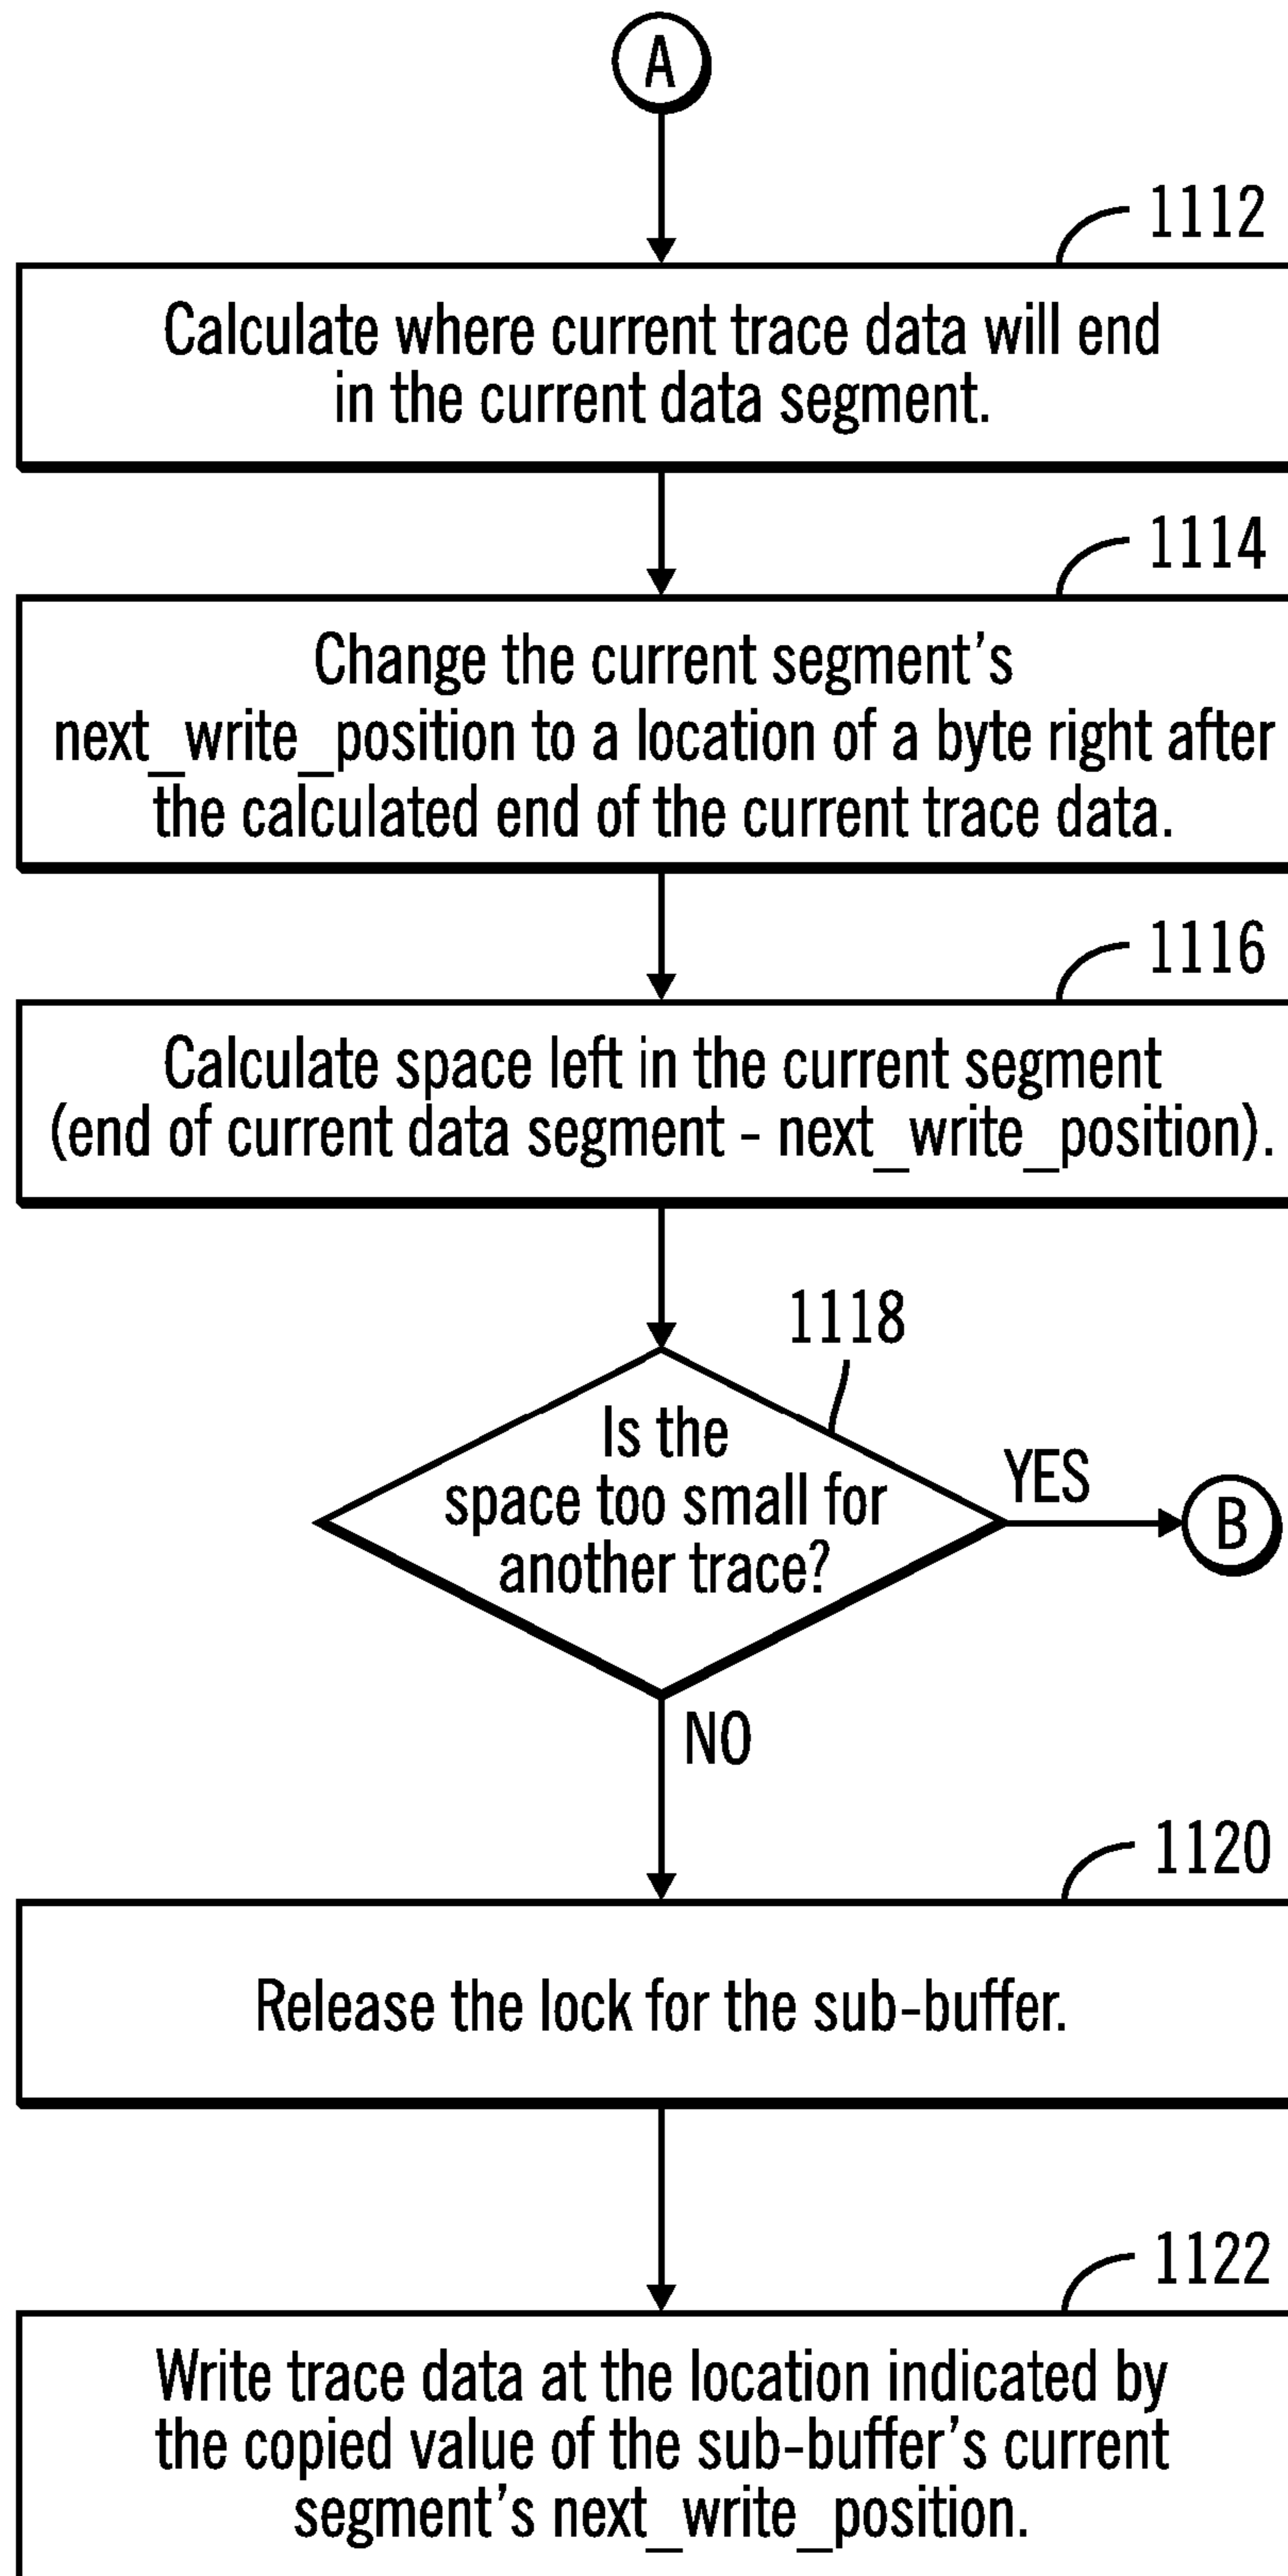 A
1112
Calculate where current trace data will end
in the current data segment.
1114
Change the current segment's
next_write_position to a location of a byte right after
the calculated end of the current trace data.
1116
Calculate space left in the current segment
(end of current data segment - next_write_position).
1118
Is the
space too small for
another trace?
YES
B
NO
1120
Release the lock for the sub-buffer.
1122
Write trace data at the location indicated by
the copied value of the sub-buffer's current
segment's next_write_position.